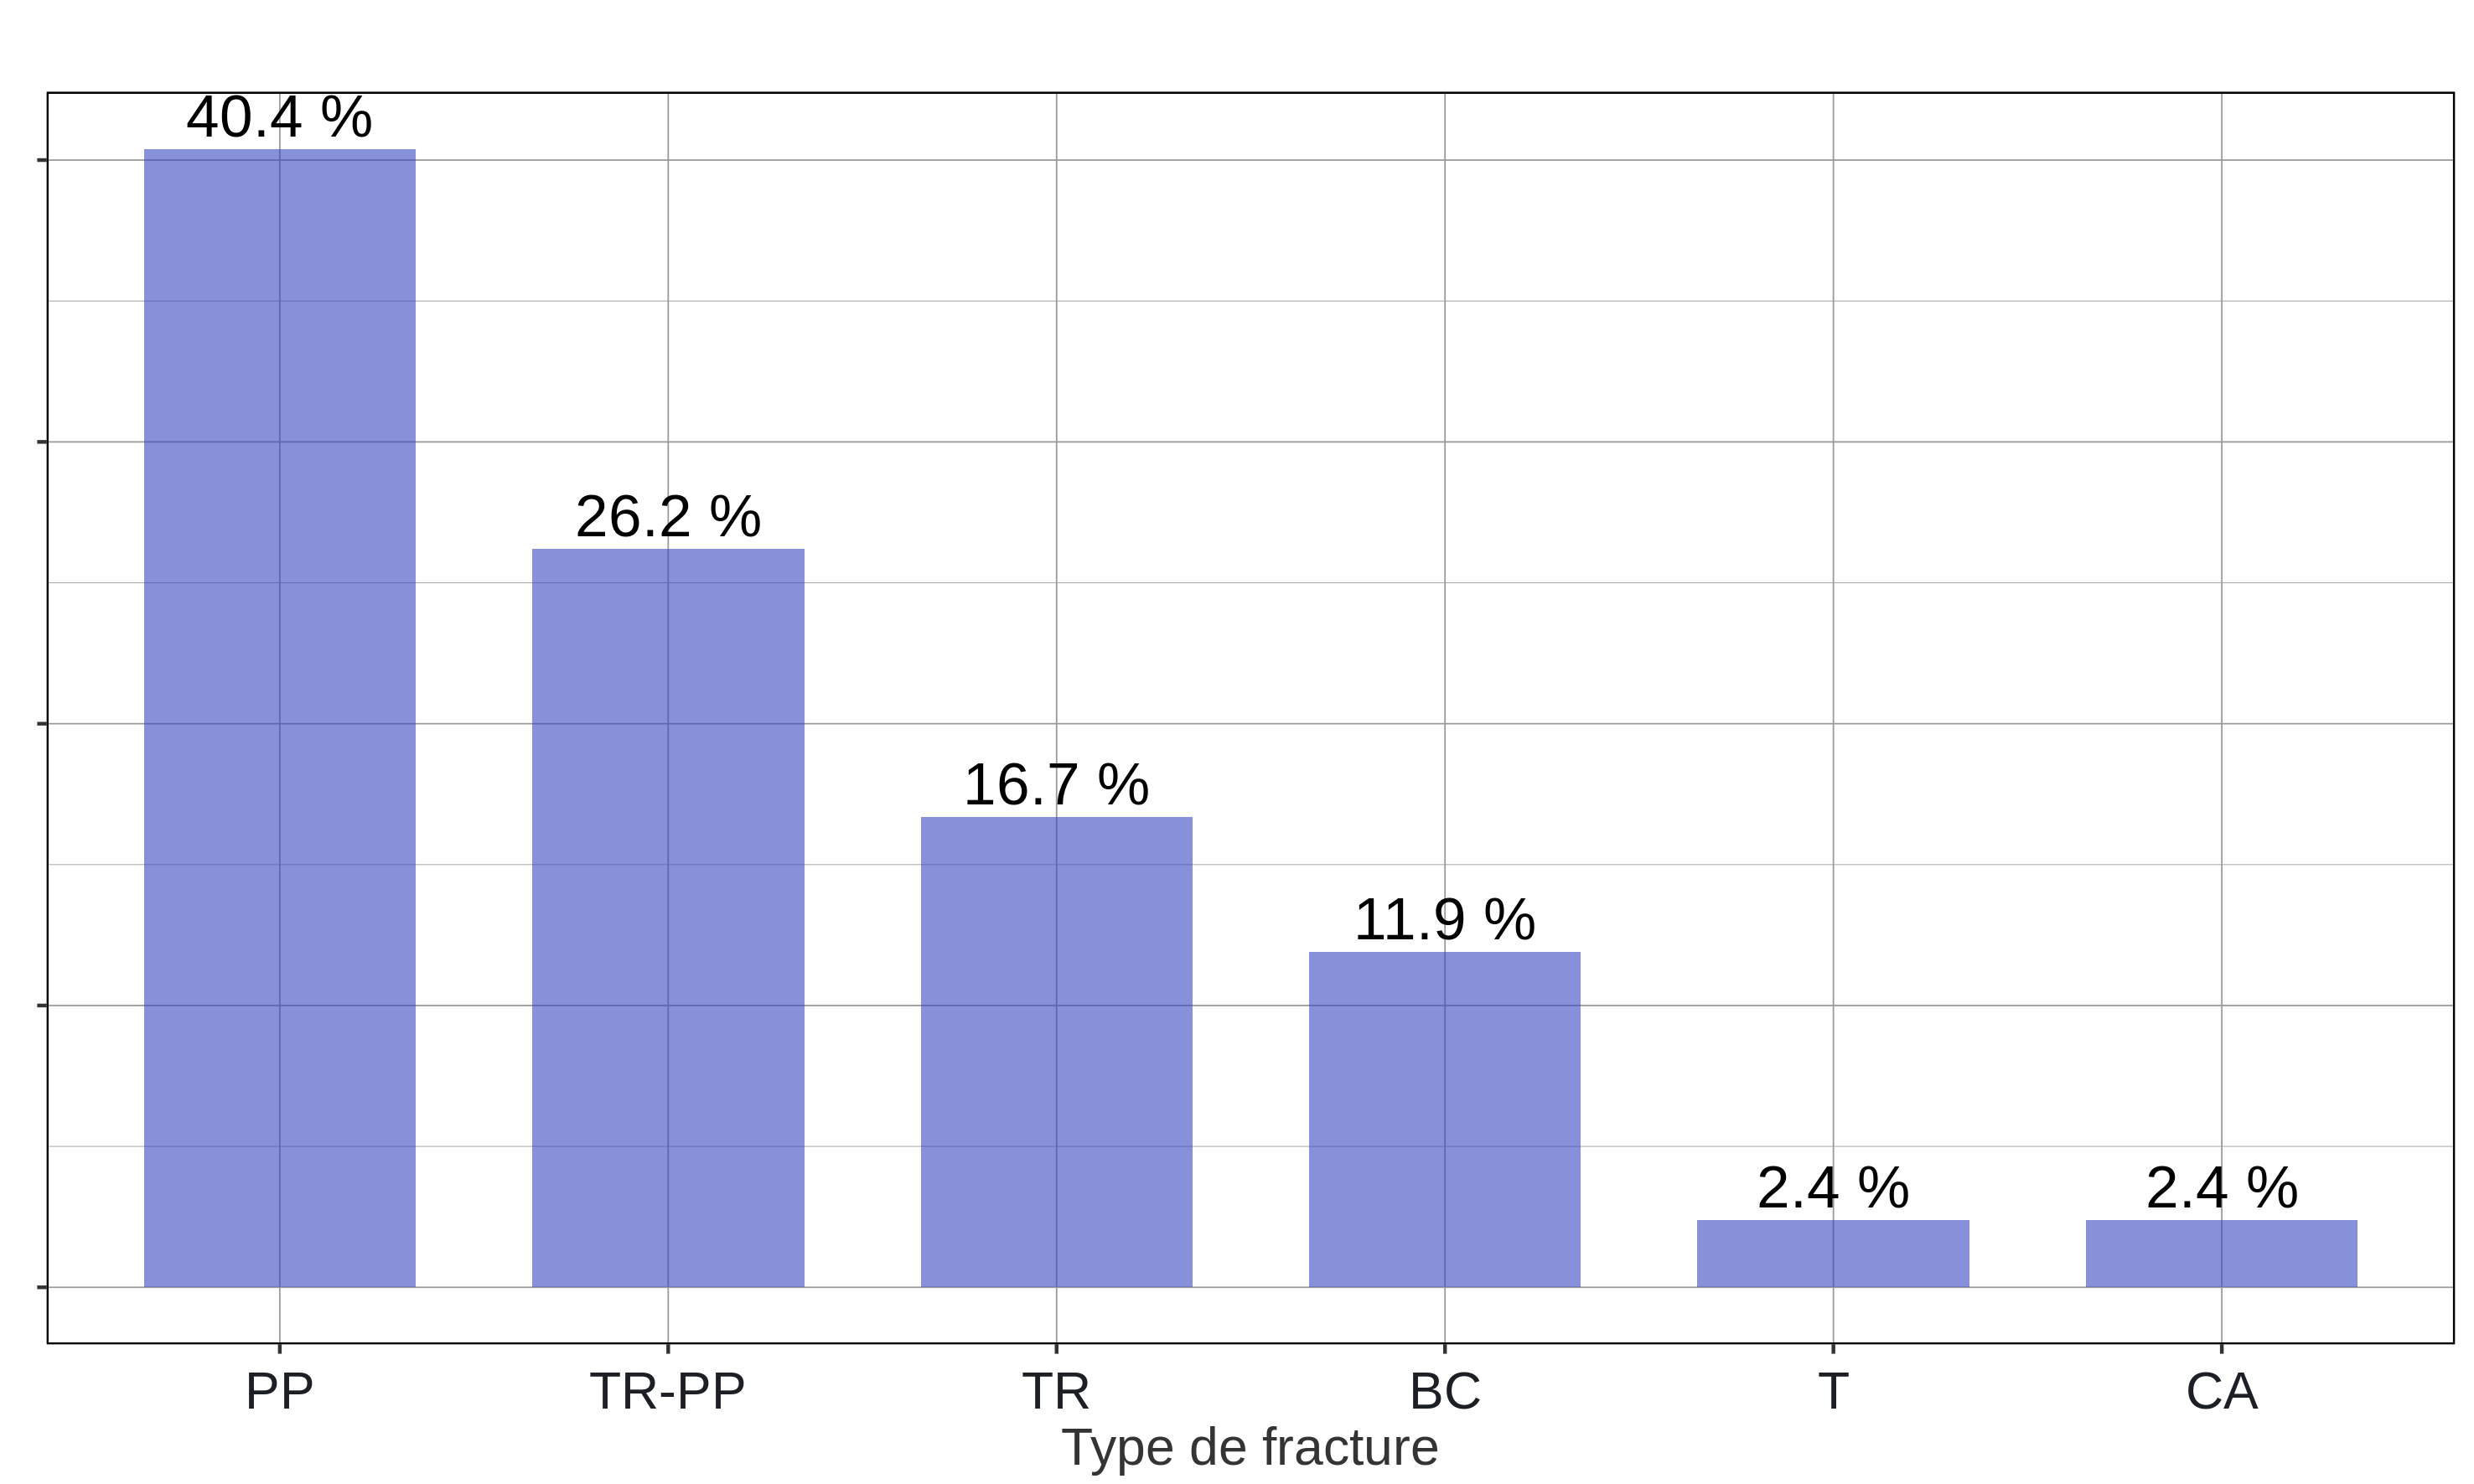 40.4 %
26.2 %
16.7 %
11.9 %
2.4 % 2.4 %
PP TR-PP TR BC T CA
Type de fracture